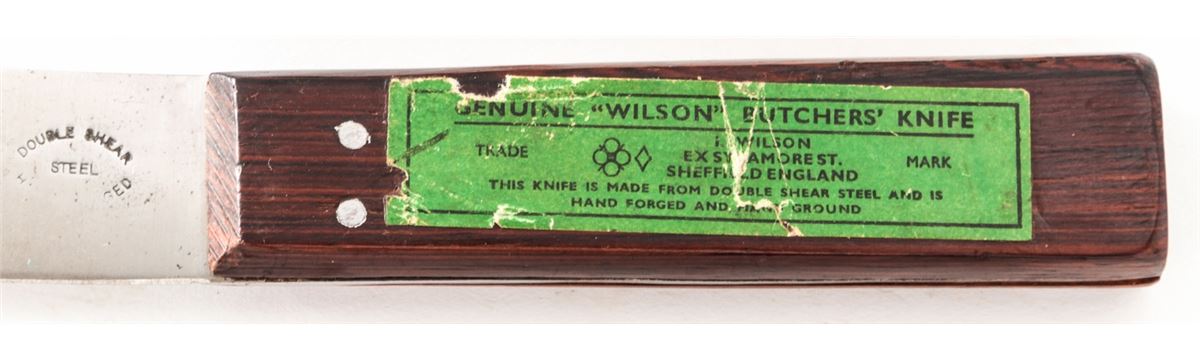 DOUBLE SHEAR
STEEL
GENUINE "WILSON" BUTCHERS' KNIFE
TRADE
MARK
I. WILSON
EX SYCAMORE ST.
SHEFFIELD ENGLAND
THIS KNIFE IS MADE FROM DOUBLE SHEAR STEEL AND IS
HAND FORGED AND HAND GROUND